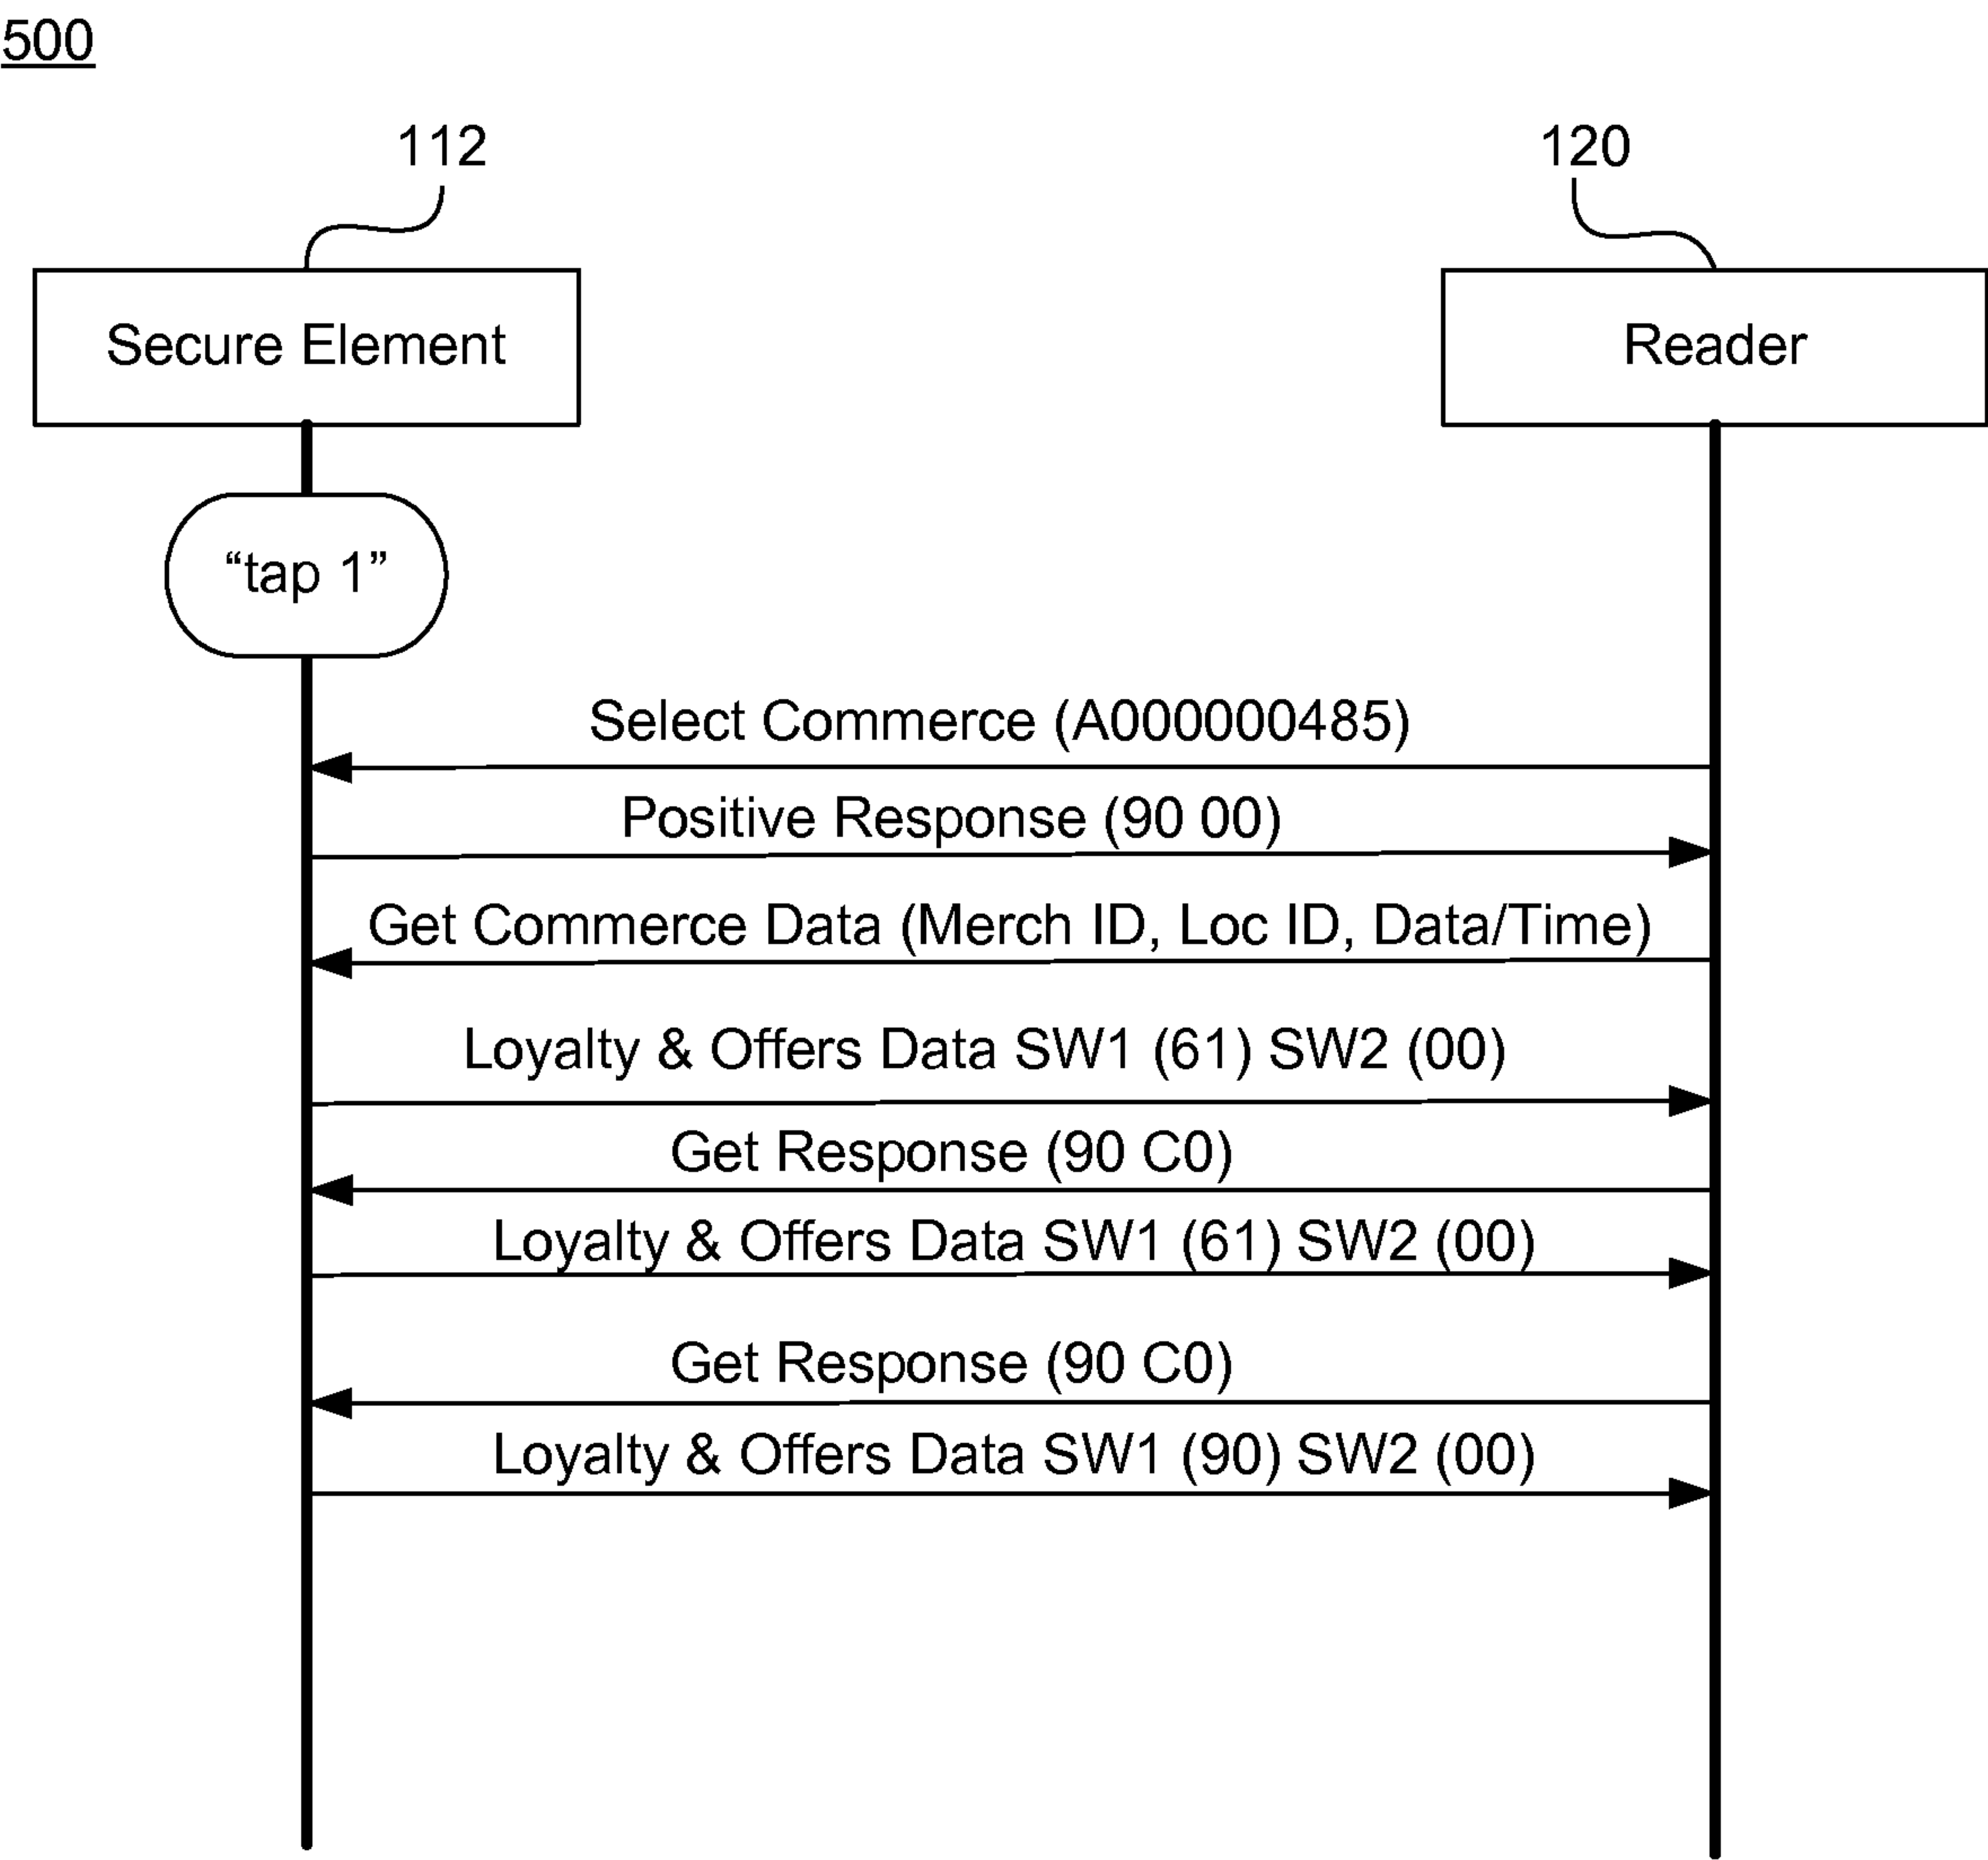 500
112
120
Secure Element
Reader
“tap 1”
Select Commerce (A000000485)
Positive Response (90 00)
Get Commerce Data (Merch ID, Loc ID, Data/Time)
Loyalty & Offers Data SW1 (61) SW2 (00)
Get Response (90 C0)
Loyalty & Offers Data SW1 (61) SW2 (00)
Get Response (90 C0)
Loyalty & Offers Data SW1 (90) SW2 (00)